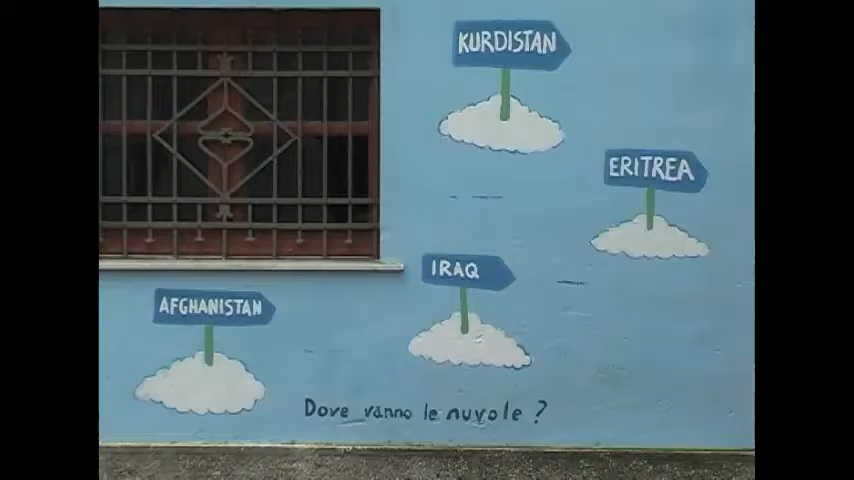 KURDISTAN
ERITREA
IRAQ
AFGHANISTAN
Dove vanno le nuvole ?